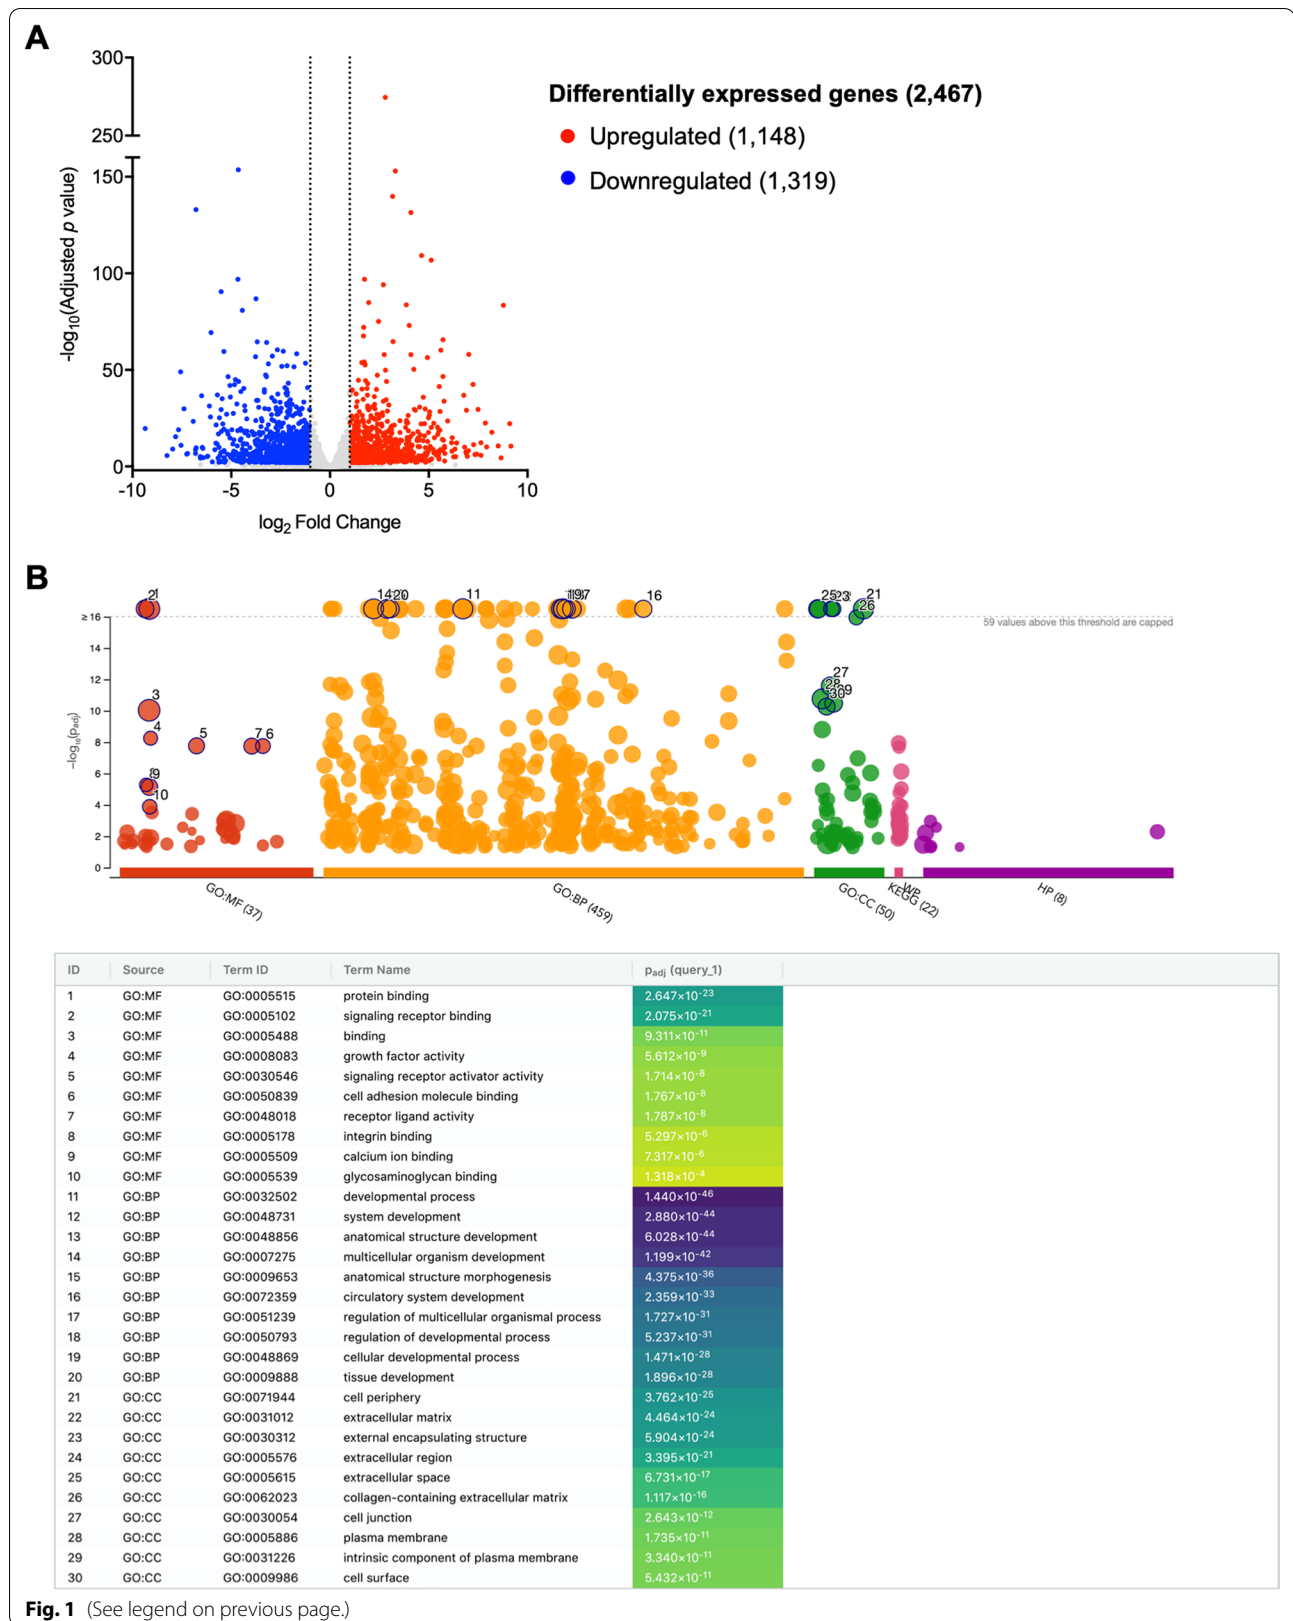 A
300
250
150
100
50
0
-10
-5
0
5
10
-log10(Adjusted p value)
log2 Fold Change
Differentially expressed genes (2,467)
Upregulated (1,148)
Downregulated (1,319)
B
≥ 16
14
12
10
8
6
4
2
0
-log10(padj)
59 values above this threshold are capped
11
16
21
26
27
3
4
5
7 6
10
GO:MF (37)
GO:BP (459)
GO:CC (50)
KEGG (22)
WP
HP (8)
ID Source Term ID Term Name padj (query_1)
1 GO:MF GO:0005515 protein binding 2.647×10-23
2 GO:MF GO:0005102 signaling receptor binding 2.075×10-21
3 GO:MF GO:0005488 binding 9.311×10-11
4 GO:MF GO:0008083 growth factor activity 5.612×10-9
5 GO:MF GO:0030546 signaling receptor activator activity 1.714×10-8
6 GO:MF GO:0050839 cell adhesion molecule binding 1.767×10-8
7 GO:MF GO:0048018 receptor ligand activity 1.787×10-8
8 GO:MF GO:0005178 integrin binding 5.297×10-6
9 GO:MF GO:0005509 calcium ion binding 7.317×10-6
10 GO:MF GO:0005539 glycosaminoglycan binding 1.318×10-4
11 GO:BP GO:0032502 developmental process 1.440×10-46
12 GO:BP GO:0048731 system development 2.880×10-44
13 GO:BP GO:0048856 anatomical structure development 6.028×10-44
14 GO:BP GO:0007275 multicellular organism development 1.199×10-42
15 GO:BP GO:0009653 anatomical structure morphogenesis 4.375×10-36
16 GO:BP GO:0072359 circulatory system development 2.359×10-33
17 GO:BP GO:0051239 regulation of multicellular organismal process 1.727×10-31
18 GO:BP GO:0050793 regulation of developmental process 5.237×10-31
19 GO:BP GO:0048869 cellular developmental process 1.471×10-28
20 GO:BP GO:0009888 tissue development 1.896×10-28
21 GO:CC GO:0071944 cell periphery 3.762×10-25
22 GO:CC GO:0031012 extracellular matrix 4.464×10-24
23 GO:CC GO:0030312 external encapsulating structure 5.904×10-24
24 GO:CC GO:0005576 extracellular region 3.395×10-21
25 GO:CC GO:0005615 extracellular space 6.731×10-17
26 GO:CC GO:0062023 collagen-containing extracellular matrix 1.117×10-16
27 GO:CC GO:0030054 cell junction 2.643×10-12
28 GO:CC GO:0005886 plasma membrane 1.735×10-11
29 GO:CC GO:0031226 intrinsic component of plasma membrane 3.340×10-11
30 GO:CC GO:0009986 cell surface 5.432×10-11
Fig. 1 (See legend on previous page.)